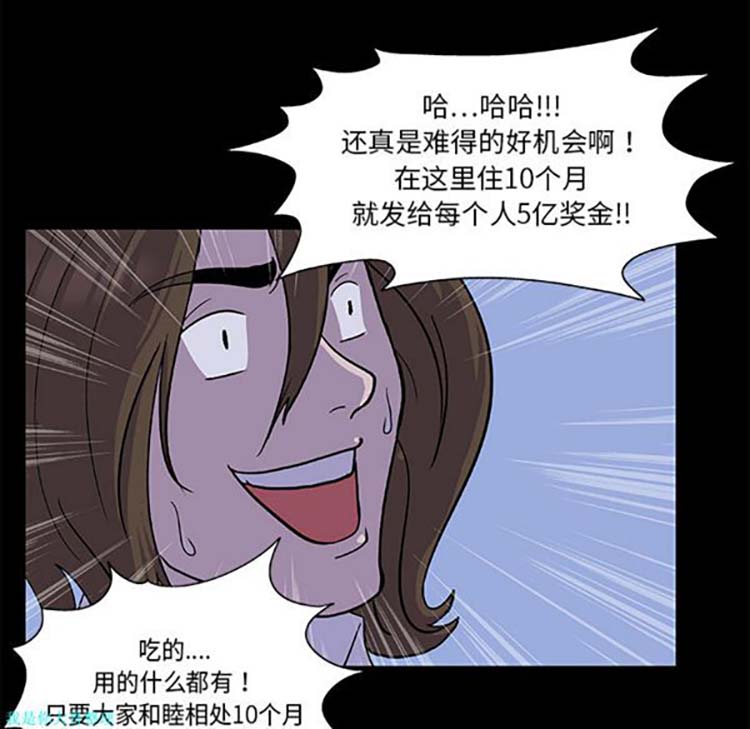 哈...哈哈!!!
还真是难得的好机会啊！
在这里住10个月
就发给每个人5亿奖金!!
吃的....
用的什么都有！
只要大家和睦相处10个月